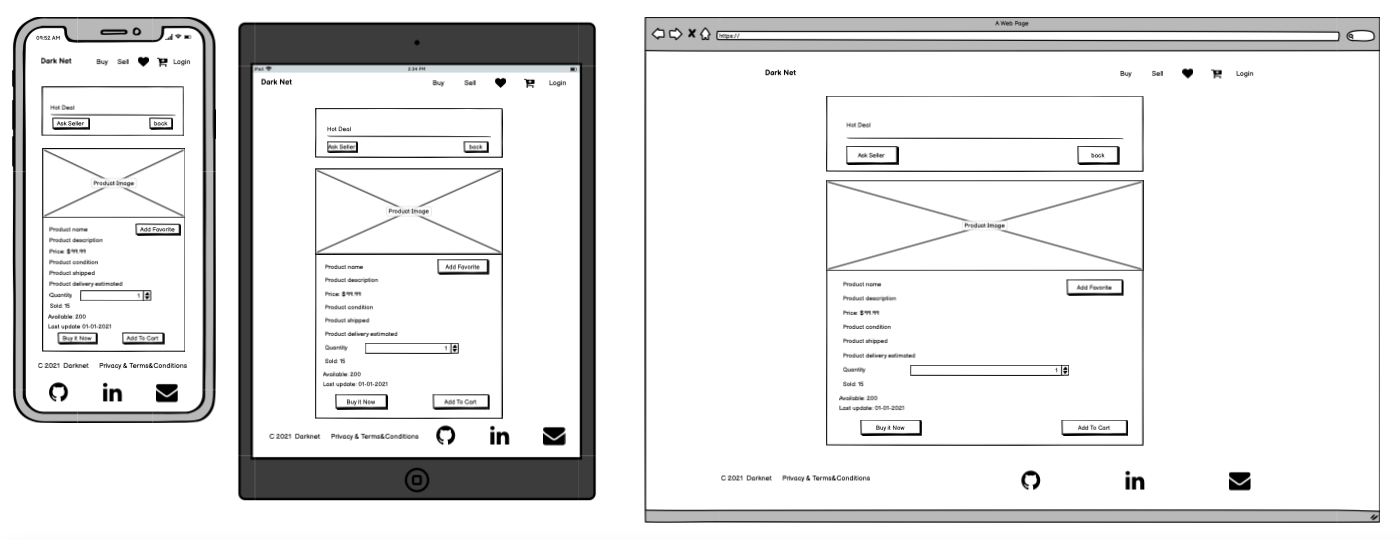 09:52 AM
Dark Net Buy Sell Login
Hot Deal
Ask Seller back
Product Image
Product name Add Favorite
Product description
Price: $99.99
Product condition
Product shipped
Product delivery estimated
Quantity 1
Sold: 15
Available: 200
Last update 01-01-2021
Buy it Now Add To Cart
C 2021 Darknet Privacy & Terms&Conditions
in
iPad 2:34 PM
Dark Net Buy Sell Login
Hot Deal
Ask Seller back
Product Image
Product name Add Favorite
Product description
Price: $99.99
Product condition
Product shipped
Product delivery estimated
Quantity 1
Sold: 15
Available: 200
Last update: 01-01-2021
Buy it Now Add To Cart
C 2021 Darknet Privacy & Terms&Conditions in
A Web Page
https://
Dark Net Buy Sell Login
Hot Deal
Ask Seller back
Product Image
Product name Add Favorite
Product description
Price: $99.99
Product condition
Product shipped
Product delivery estimated
Quantity 1
Sold: 15
Available: 200
Last update: 01-01-2021
Buy it Now Add To Cart
C 2021 Darknet Privacy & Terms&Conditions in